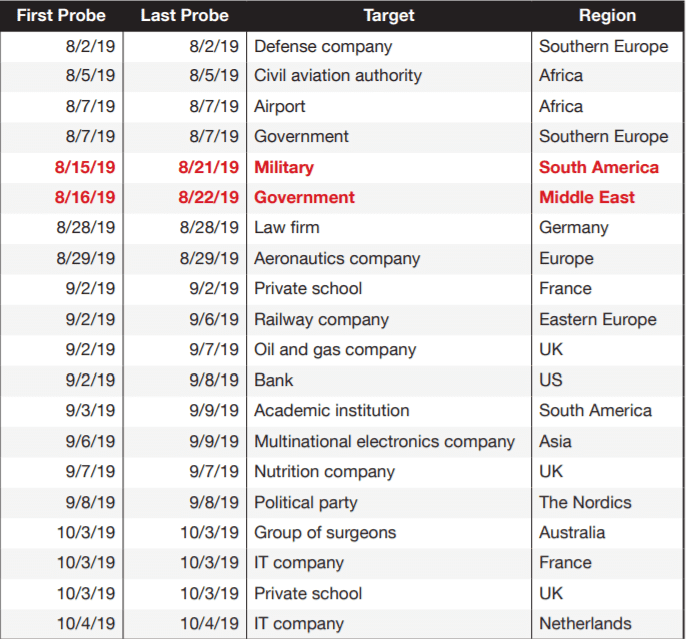 First Probe Last Probe Target Region
8/2/19 8/2/19 Defense company Southern Europe
8/5/19 8/5/19 Civil aviation authority Africa
8/7/19 8/7/19 Airport Africa
8/7/19 8/7/19 Government Southern Europe
8/15/19 8/21/19 Military South America
8/16/19 8/22/19 Government Middle East
8/28/19 8/28/19 Law firm Germany
8/29/19 8/29/19 Aeronautics company Europe
9/2/19 9/2/19 Private school France
9/2/19 9/6/19 Railway company Eastern Europe
9/2/19 9/7/19 Oil and gas company UK
9/2/19 9/8/19 Bank US
9/3/19 9/9/19 Academic institution South America
9/6/19 9/9/19 Multinational electronics company Asia
9/7/19 9/7/19 Nutrition company UK
9/8/19 9/8/19 Political party The Nordics
10/3/19 10/3/19 Group of surgeons Australia
10/3/19 10/3/19 IT company France
10/3/19 10/3/19 Private school UK
10/4/19 10/4/19 IT company Netherlands